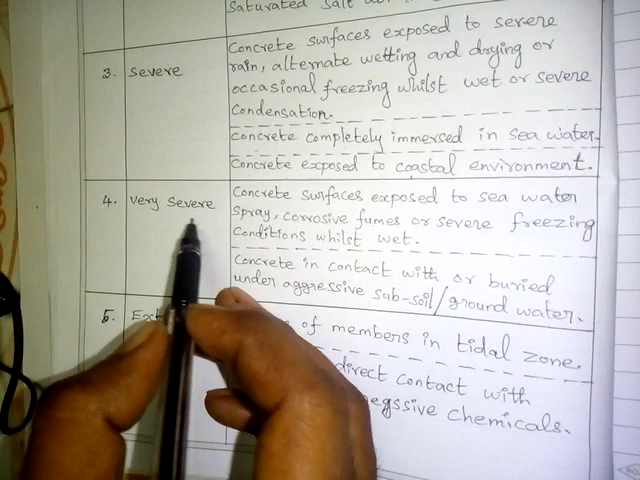 Saturated salt
3. Severe
Concrete surfaces exposed to severe
rain, alternate wetting and drying or
occasional freezing whilst wet or severe
Condensation.
Concrete completely immersed in sea water.
Concrete exposed to coastal environment.
4. Very Severe
Concrete surfaces exposed to sea water
Spray, corrosive fumes or severe freezing
Conditions whilst wet.
Concrete in contact with or buried
under aggressive sub-soil/ground water.
5.
of members in tidal zone.
direct contact with
chemicals.